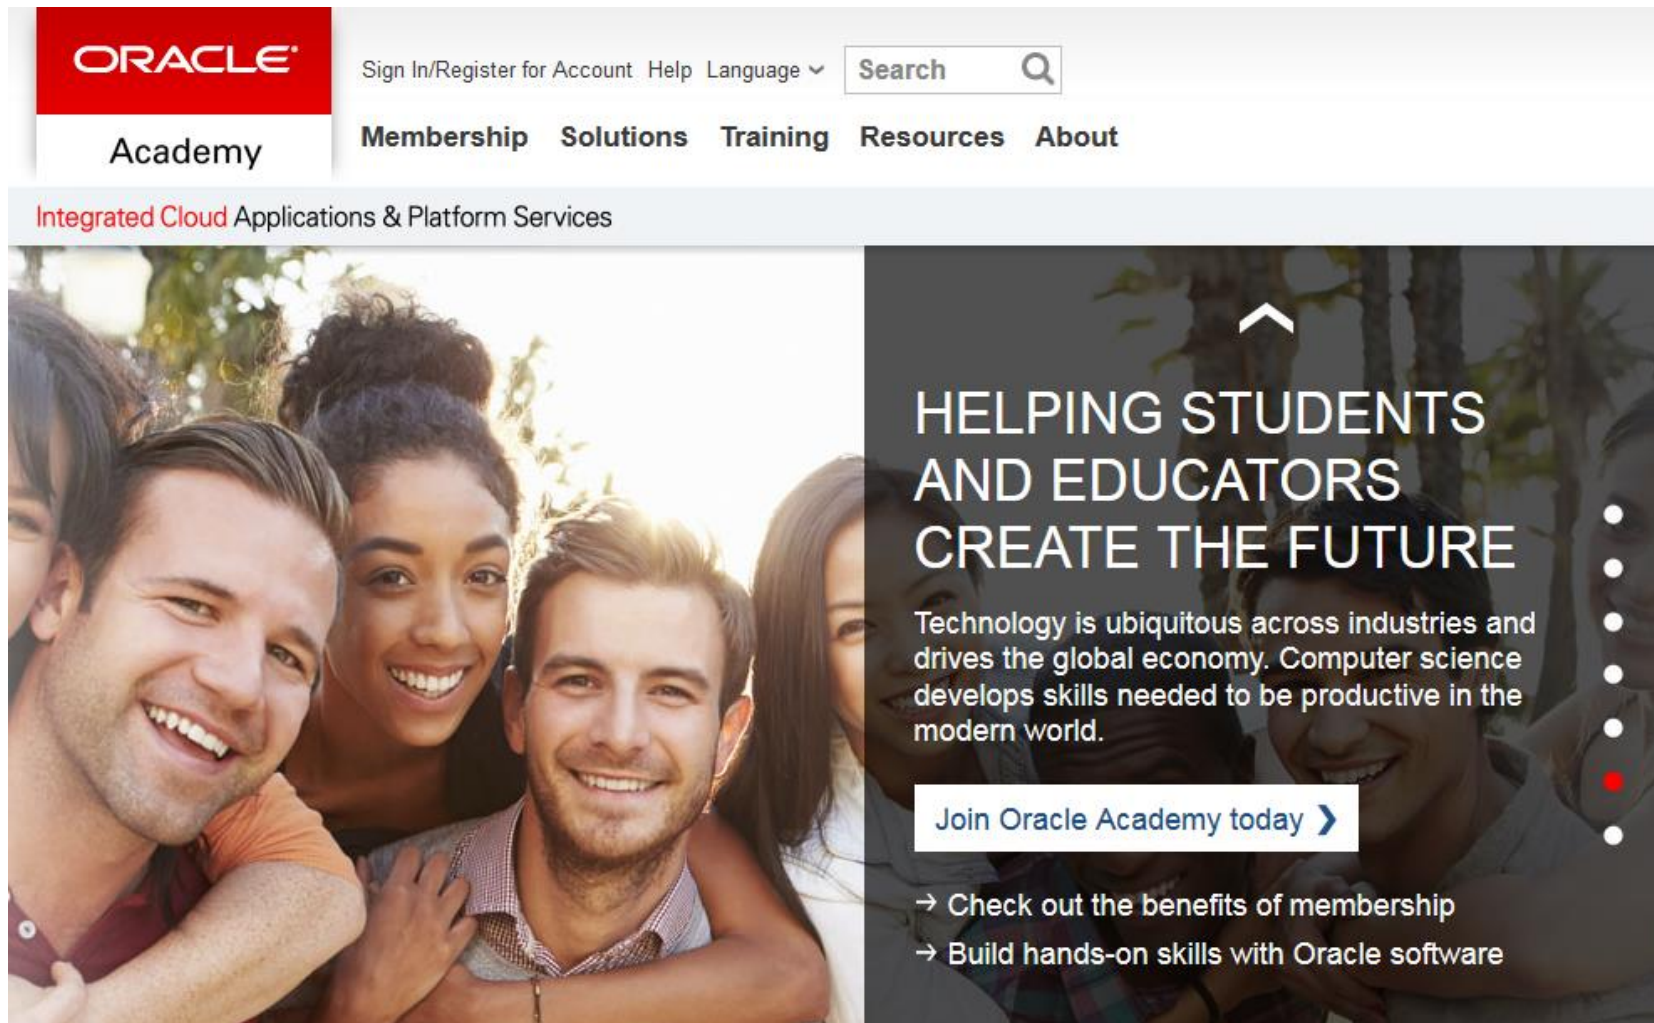 ORACLE
Academy
Sign In/Register for Account Help Language Search
Membership Solutions Training Resources About
Integrated Cloud Applications & Platform Services
HELPING STUDENTS
AND EDUCATORS
CREATE THE FUTURE
Technology is ubiquitous across industries and
drives the global economy. Computer science
develops skills needed to be productive in the
modern world.
Join Oracle Academy today ❯
→ Check out the benefits of membership
→ Build hands-on skills with Oracle software